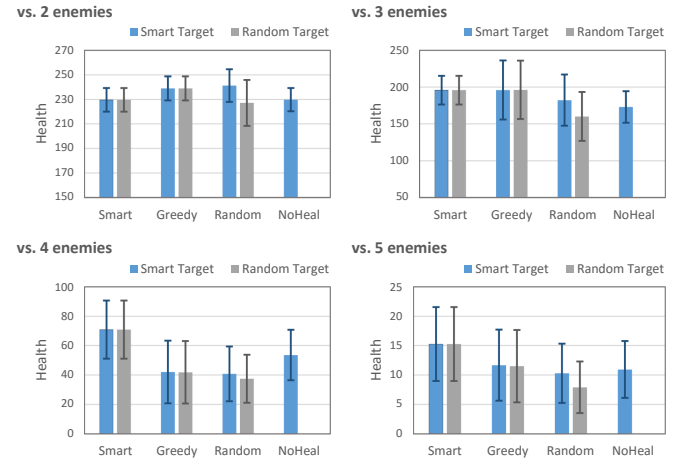 vs. 2 enemies
Smart Target Random Target
270
250
230
210
190
170
150
Health
Smart Greedy Random NoHeal
vs. 3 enemies
Smart Target Random Target
250
200
150
100
50
Health
Smart Greedy Random NoHeal
vs. 4 enemies
Smart Target Random Target
100
80
60
40
20
0
Health
Smart Greedy Random NoHeal
vs. 5 enemies
Smart Target Random Target
25
20
15
10
5
0
Health
Smart Greedy Random NoHeal